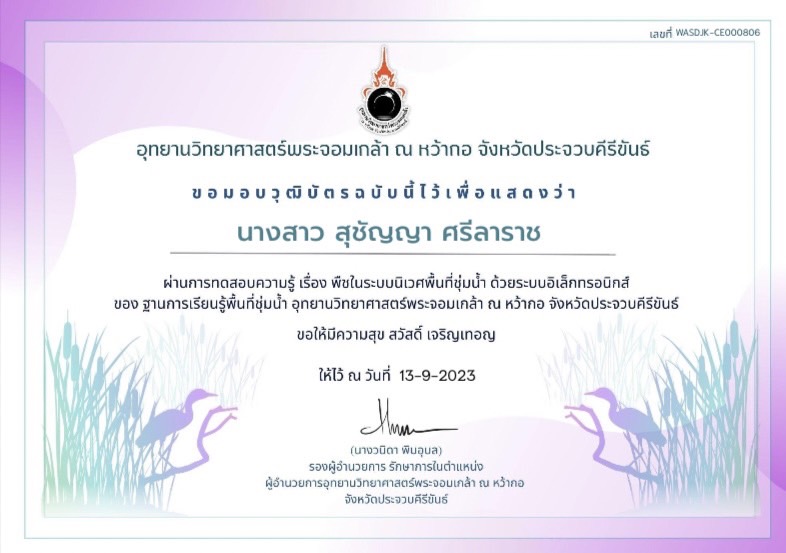 เลขที่ WASDJK-CE000806
อุทยานวิทยาศาสตร์พระจอมเกล้า ณ หว้ากอ จังหวัดประจวบคีรีขันธ์
ขอมอบวุฒิบัตรฉบับนี้ไว้เพื่อแสดงว่า
นางสาว สุชัญญา ศรีลาราช
ผ่านการทดสอบความรู้ เรื่อง พืชในระบบนิเวศพื้นที่ชุ่มน้ำ ด้วยระบบอิเล็กทรอนิกส์
ของ ฐานการเรียนรู้พื้นที่ชุ่มน้ำ อุทยานวิทยาศาสตร์พระจอมเกล้า ณ หว้ากอ จังหวัดประจวบคีรีขันธ์
ขอให้มีความสุข สวัสดิ์ เจริญเทอญ
ให้ไว้ ณ วันที่ 13-9-2023
(นางวนิดา พินอุนล)
รองผู้อำนวยการ รักษาการในตำแหน่ง
ผู้อำนวยการอุทยานวิทยาศาสตร์พระจอมเกล้า ณ หว้ากอ
จังหวัดประจวบคีรีขันธ์